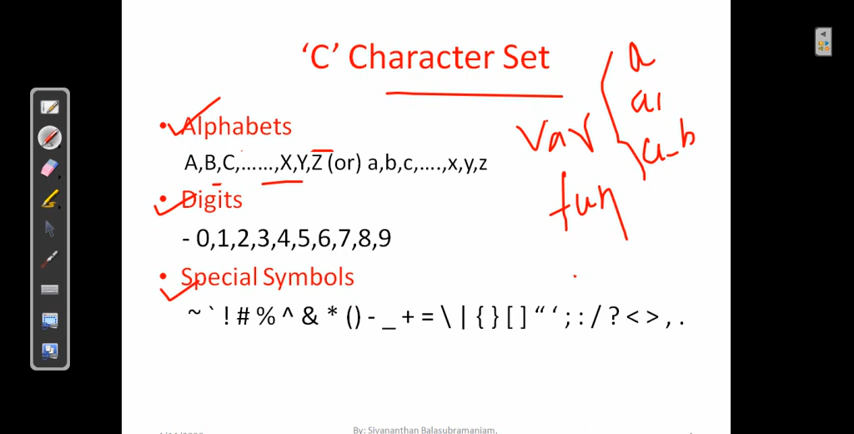 ‘C’ Character Set
• Alphabets
A,B,C,……,X,Y,Z (or) a,b,c,….,x,y,z
• Digits
- 0,1,2,3,4,5,6,7,8,9
• Special Symbols
~ ` ! # % ^ & * () - _ + = \ | { } [ ] “ ‘ ; : / ? < > , .
a
a1
var
a_b
fun
By: Sivananthan Balasubramaniam,